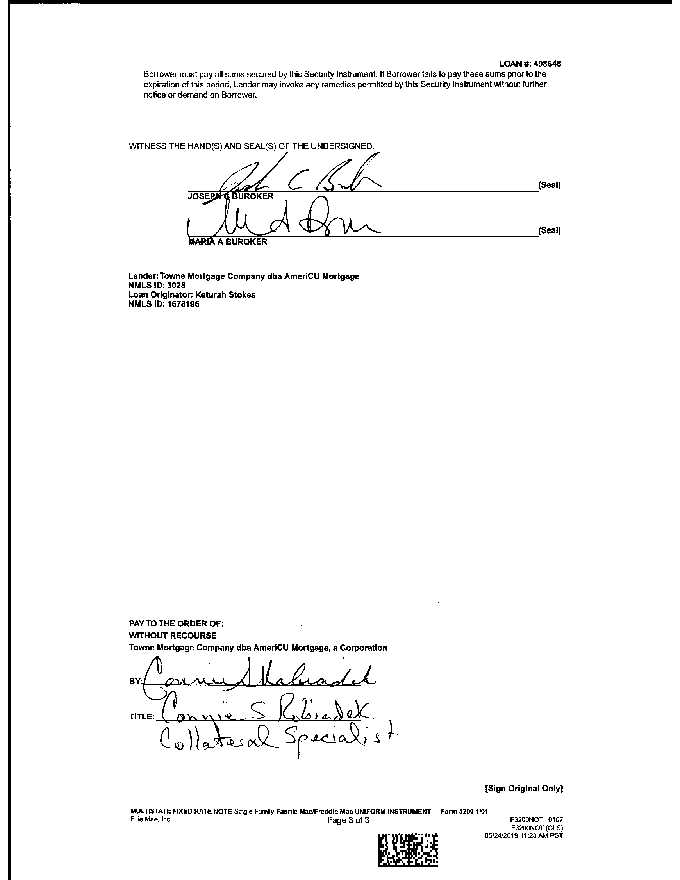 LOAN #: 498648
Borrower must pay all sums secured by this Security Instrument. If Borrower fails to pay these sums prior to the
expiration of this period, Lender may invoke any remedies permitted by this Security Instrument without further
notice or demand on Borrower.
WITNESS THE HAND(S) AND SEAL(S) OF THE UNDERSIGNED.
(Seal)
JOSEPH C BUROKER
(Seal)
MARIA A BUROKER
Lender: Towne Mortgage Company dba AmeriCU Mortgage
NMLS ID: 3028
Loan Originator: Keturah Stokes
NMLS ID: 1678196
PAY TO THE ORDER OF:
WITHOUT RECOURSE
Towne Mortgage Company dba AmeriCU Mortgage, a Corporation
BY:
TITLE: Connie S
Collateral Specialist
[Sign Original Only]
MULTISTATE FIXED RATE NOTE Single Family Fannie Mae/Freddie Mac UNIFORM INSTRUMENT Form 3200 1/01
Ellie Mae, Inc.
Page 3 of 3
F3200NOT 0107
F3200NOT (CLS)
05/24/2019 11:23 AM PST